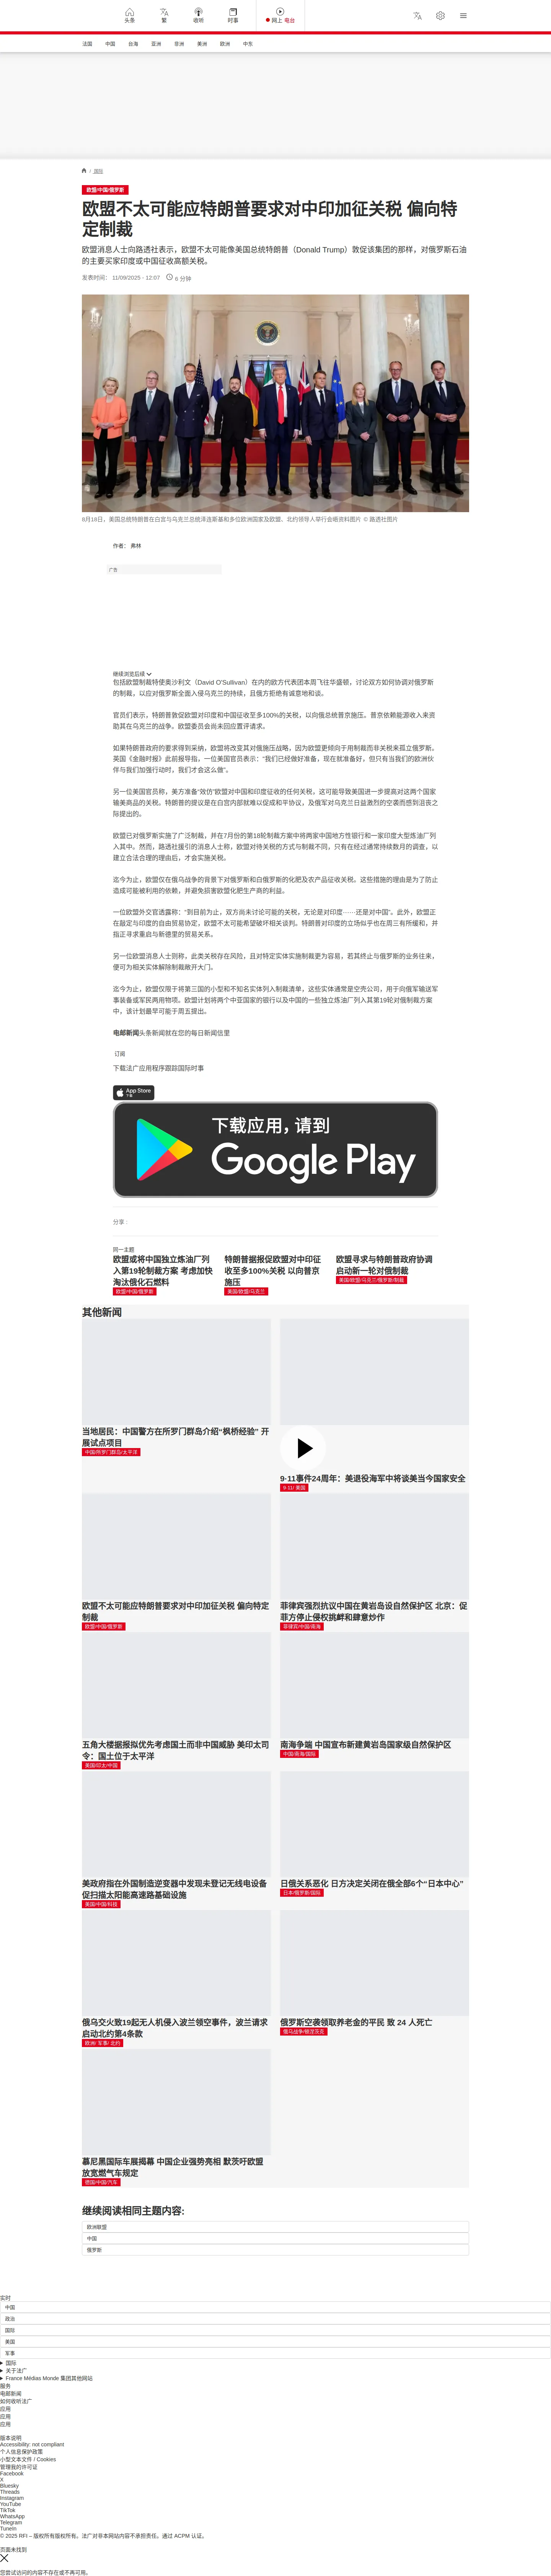 头条
繁
收听
时事
网上 电台
法国 中国 台海 亚洲 非洲 美洲 欧洲 中东
/ 国际
欧盟/中国/俄罗斯
欧盟不太可能应特朗普要求对中印加征关税 偏向特
定制裁
欧盟消息人士向路透社表示，欧盟不太可能像美国总统特朗普（Donald Trump）敦促该集团的那样，对俄罗斯石油
的主要买家印度或中国征收高额关税。
发表时间： 11/09/2025 - 12:07 6 分钟
8月18日，美国总统特朗普在白宫与乌克兰总统泽连斯基和多位欧洲国家及欧盟、北约领导人举行会晤资料图片 © 路透社图片
作者： 弗林
广告
继续浏览后续
包括欧盟制裁特使奥沙利文（David O'Sullivan）在内的欧方代表团本周飞往华盛顿，讨论双方如何协调对俄罗斯
的制裁，以应对俄罗斯全面入侵乌克兰的持续，且俄方拒绝有诚意地和谈。
官员们表示，特朗普敦促欧盟对印度和中国征收至多100%的关税，以向俄总统普京施压。普京依赖能源收入来资
助其在乌克兰的战争。欧盟委员会尚未回应置评请求。
如果特朗普政府的要求得到采纳，欧盟将改变其对俄施压战略，因为欧盟更倾向于用制裁而非关税来孤立俄罗斯。
英国《金融时报》此前报导指，一位美国官员表示：“我们已经做好准备，现在就准备好，但只有当我们的欧洲伙
伴与我们加强行动时，我们才会这么做”。
另一位美国官员称，美方准备“效仿”欧盟对中国和印度征收的任何关税，这可能导致美国进一步提高对这两个国家
输美商品的关税。特朗普的提议是在白宫内部就难以促成和平协议，及俄军对乌克兰日益激烈的空袭而感到沮丧之
际提出的。
欧盟已对俄罗斯实施了广泛制裁，并在7月份的第18轮制裁方案中将两家中国地方性银行和一家印度大型炼油厂列
入其中。然而，路透社援引的消息人士称，欧盟对待关税的方式与制裁不同，只有在经过通常持续数月的调查，以
建立合法合理的理由后，才会实施关税。
迄今为止，欧盟仅在俄乌战争的背景下对俄罗斯和白俄罗斯的化肥及农产品征收关税。这些措施的理由是为了防止
造成可能被利用的依赖，并避免损害欧盟化肥生产商的利益。
一位欧盟外交官透露称：“到目前为止，双方尚未讨论可能的关税，无论是对印度……还是对中国”。此外，欧盟正
在敲定与印度的自由贸易协定，欧盟不太可能希望破坏相关谈判。特朗普对印度的立场似乎也在周三有所缓和，并
指正寻求重启与新德里的贸易关系。
另一位欧盟消息人士则称，此类关税存在风险，且对特定实体实施制裁更为容易，若其终止与俄罗斯的业务往来，
便可为相关实体解除制裁敞开大门。
迄今为止，欧盟仅限于将第三国的小型和不知名实体列入制裁清单，这些实体通常是空壳公司，用于向俄军输送军
事装备或军民两用物项。欧盟计划将两个中亚国家的银行以及中国的一些独立炼油厂列入其第19轮对俄制裁方案
中，该计划最早可能于周五提出。
电邮新闻头条新闻就在您的每日新闻信里
订阅
下载法广应用程序跟踪国际时事
App Store
下载
下载应用，请到
Google Play
分享 :
同一主题
欧盟或将中国独立炼油厂列
入第19轮制裁方案 考虑加快
淘汰俄化石燃料
欧盟/中国/俄罗斯
特朗普据报促欧盟对中印征
收至多100%关税 以向普京
施压
美国/欧盟/乌克兰
欧盟寻求与特朗普政府协调
启动新一轮对俄制裁
美国/欧盟/乌克兰/俄罗斯/制裁
其他新闻
当地居民：中国警方在所罗门群岛介绍“枫桥经验” 开
展试点项目
中国/所罗门群岛/太平洋
9·11事件24周年：美退役海军中将谈美当今国家安全
9·11/ 美国
欧盟不太可能应特朗普要求对中印加征关税 偏向特定
制裁
欧盟/中国/俄罗斯
菲律宾强烈抗议中国在黄岩岛设自然保护区 北京：促
菲方停止侵权挑衅和肆意炒作
菲律宾/中国/南海
五角大楼据报拟优先考虑国土而非中国威胁 美印太司
令：国土位于太平洋
美国/印太/中国
南海争端 中国宣布新建黄岩岛国家级自然保护区
中国/南海/国际
美政府指在外国制造逆变器中发现未登记无线电设备
促扫描太阳能高速路基础设施
美国/中国/科技
日俄关系恶化 日方决定关闭在俄全部6个“日本中心”
日本/俄罗斯/国际
俄乌交火致19起无人机侵入波兰领空事件，波兰请求
启动北约第4条款
欧洲/ 军事/ 北约
俄罗斯空袭领取养老金的平民 致 24 人死亡
俄乌战争/顿涅茨克
慕尼黑国际车展揭幕 中国企业强势亮相 默茨吁欧盟
放宽燃气车规定
德国/中国/汽车
继续阅读相同主题内容:
欧洲联盟
中国
俄罗斯
实时
中国
政治
国际
美国
军事
国际
关于法广
France Médias Monde 集团其他网站
服务
电邮新闻
如何收听法广
应用
应用
应用
版本说明
Accessibility: not compliant
个人信息保护政策
小型文本文件 / Cookies
管理我的许可证
Facebook
X
Bluesky
Threads
Instagram
YouTube
TikTok
WhatsApp
Telegram
TuneIn
© 2025 RFI – 版权所有版权所有。法广对非本网站内容不承担责任。通过 ACPM 认证。
页面未找到
您尝试访问的内容不存在或不再可用。